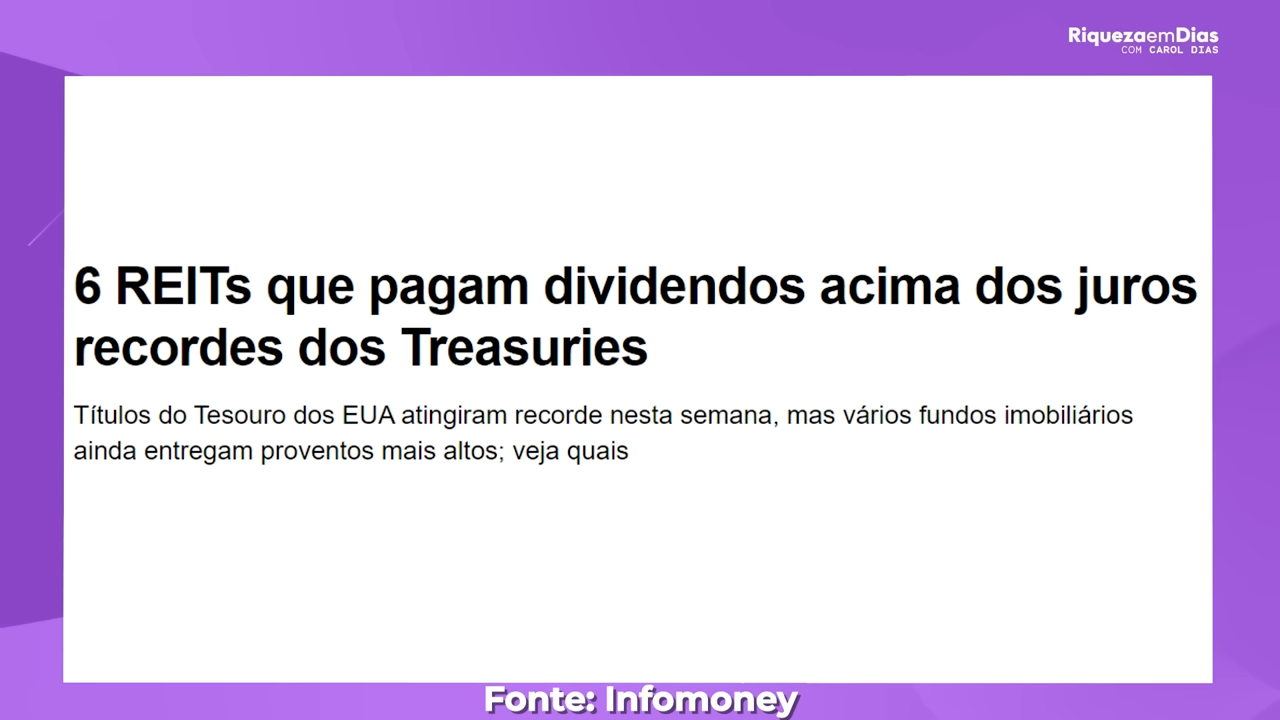 RiquezaemDias
COM CAROL DIAS
6 REITs que pagam dividendos acima dos juros
recordes dos Treasuries
Títulos do Tesouro dos EUA atingiram recorde nesta semana, mas vários fundos imobiliários
ainda entregam proventos mais altos; veja quais
Fonte: Infomoney